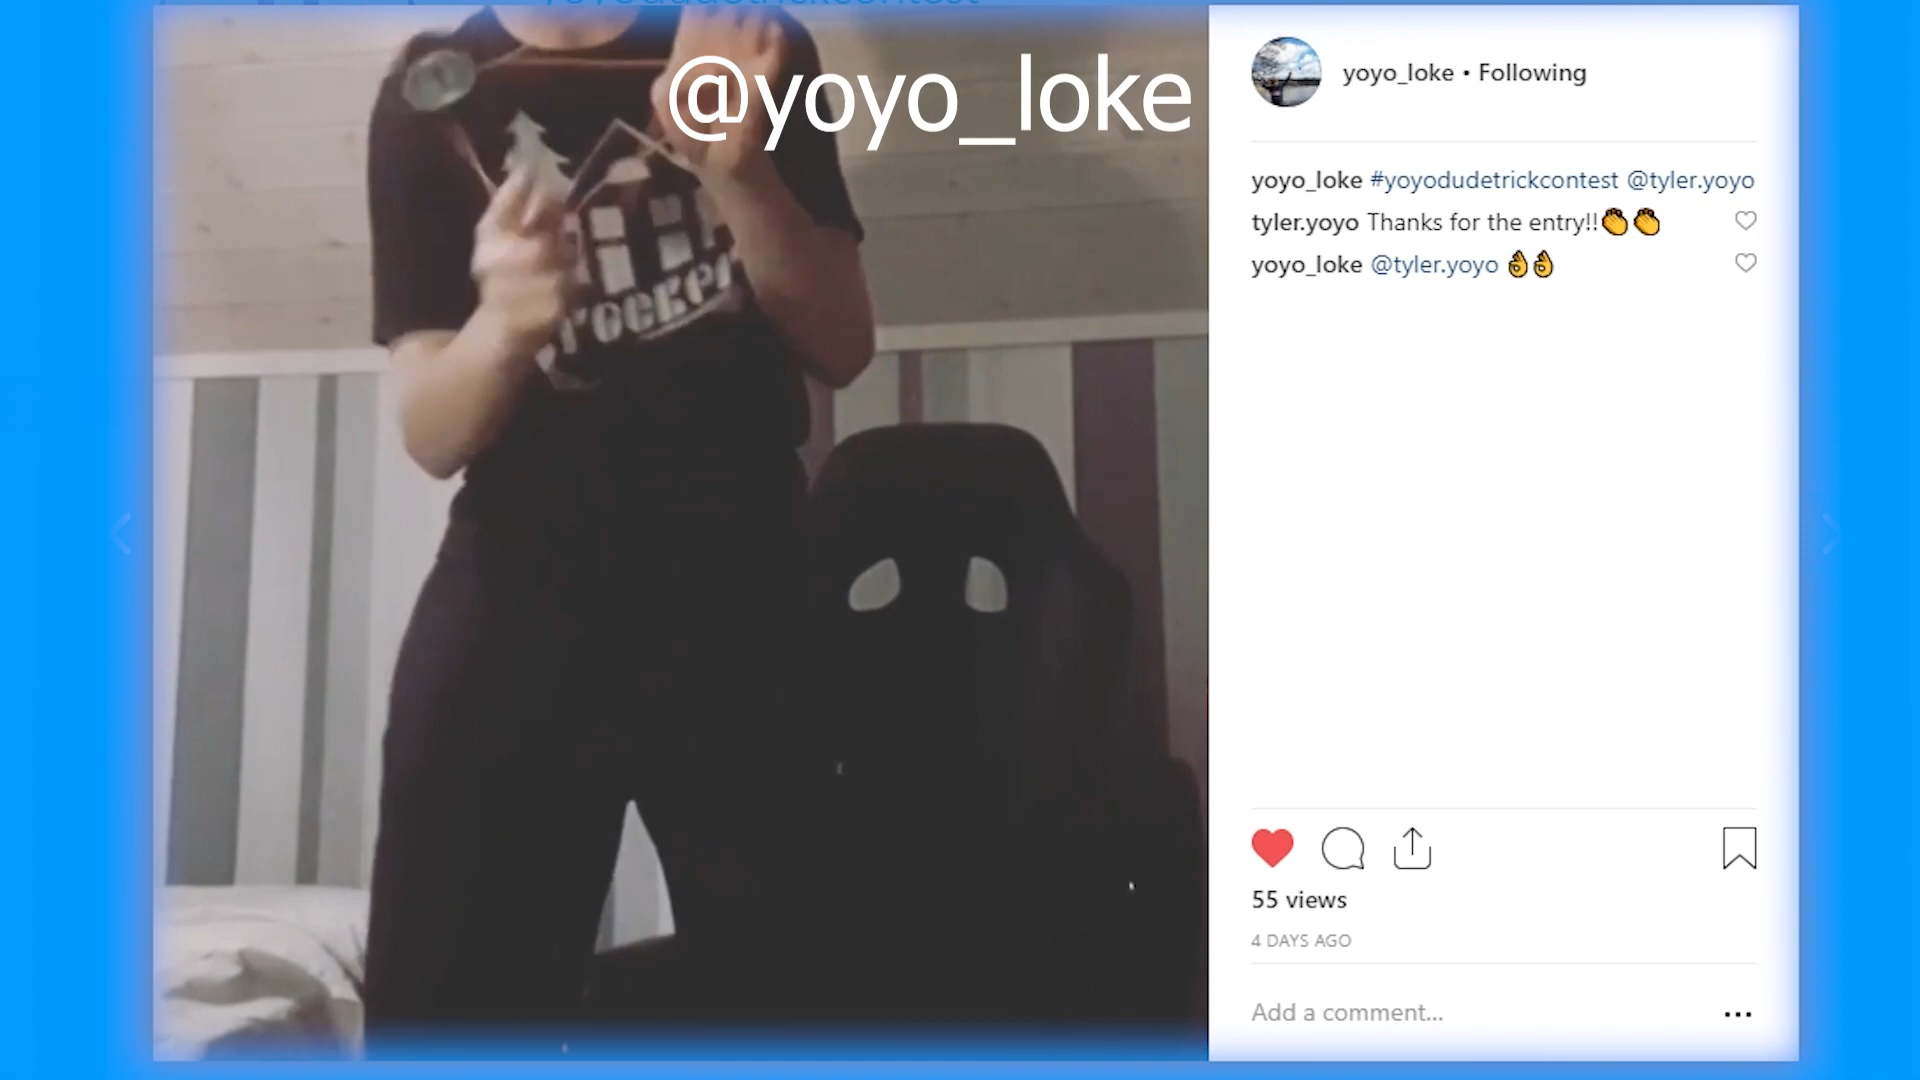 @yoyo_loke
yoyo_loke • Following
yoyo_loke #yoyodudetrickcontest @tyler.yoyo
tyler.yoyo Thanks for the entry!!👏👏
yoyo_loke @tyler.yoyo 👌👌
55 views
4 DAYS AGO
Add a comment...